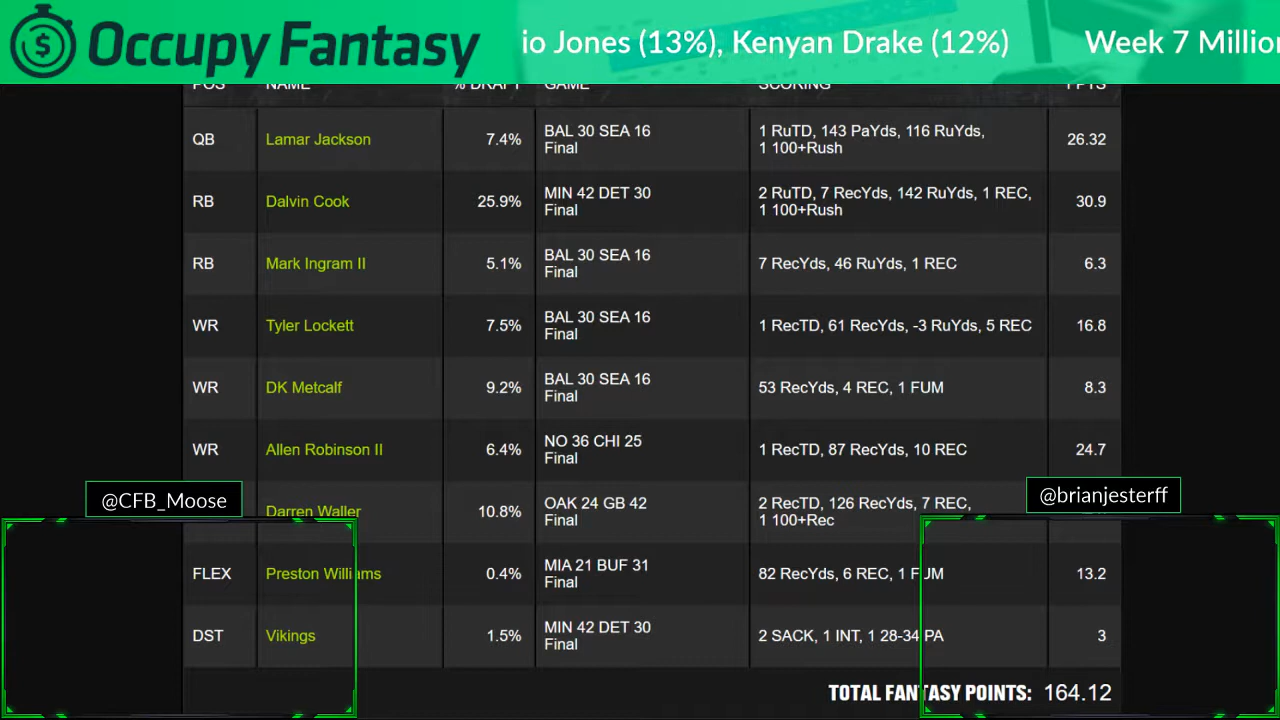 Occupy Fantasy
io Jones (13%), Kenyan Drake (12%) Week 7 Million
POS NAME % DRAFT GAME SCORING FPTS
QB Lamar Jackson 7.4% BAL 30 SEA 16 Final 1 RuTD, 143 PaYds, 116 RuYds, 1 100+Rush 26.32
RB Dalvin Cook 25.9% MIN 42 DET 30 Final 2 RuTD, 7 RecYds, 142 RuYds, 1 REC, 1 100+Rush 30.9
RB Mark Ingram II 5.1% BAL 30 SEA 16 Final 7 RecYds, 46 RuYds, 1 REC 6.3
WR Tyler Lockett 7.5% BAL 30 SEA 16 Final 1 RecTD, 61 RecYds, -3 RuYds, 5 REC 16.8
WR DK Metcalf 9.2% BAL 30 SEA 16 Final 53 RecYds, 4 REC, 1 FUM 8.3
WR Allen Robinson II 6.4% NO 36 CHI 25 Final 1 RecTD, 87 RecYds, 10 REC 24.7
@CFB_Moose
@brianjesterff
Darren Waller 10.8% OAK 24 GB 42 Final 2 RecTD, 126 RecYds, 7 REC, 1 100+Rec
FLEX Preston Williams 0.4% MIA 21 BUF 31 Final 82 RecYds, 6 REC, 1 FUM 13.2
DST Vikings 1.5% MIN 42 DET 30 Final 2 SACK, 1 INT, 1 28-34 PA 3
TOTAL FANTASY POINTS: 164.12